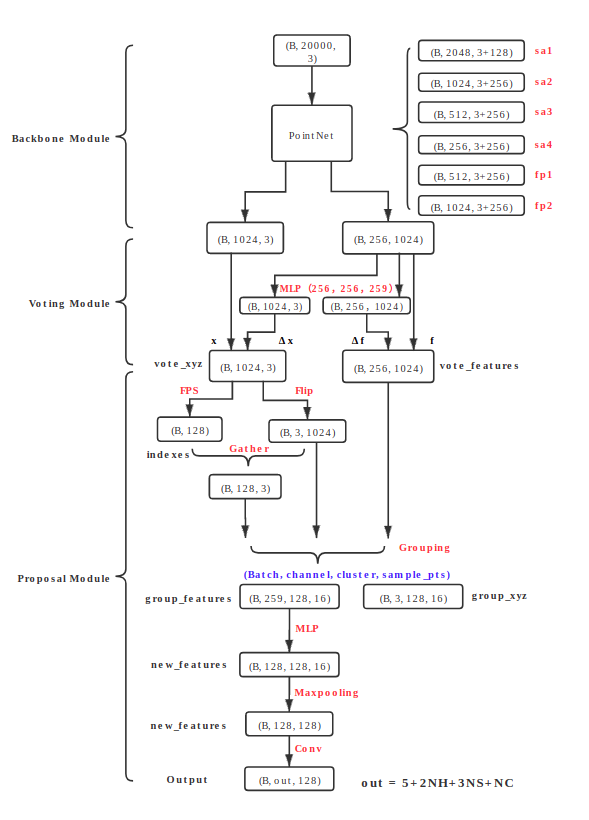 (B, 20000,
3)
PointNet
Backbone Module
(B, 2048, 3+128)
sa1
(B, 1024, 3+256)
sa2
(B, 512, 3+256)
sa3
(B, 256, 3+256)
sa4
(B, 512, 3+256)
fp1
(B, 1024, 3+256)
fp2
(B, 1024, 3)
(B, 256, 1024)
Voting Module
MLP (256, 256, 259)
(B, 1024, 3)
(B, 256, 1024)
x
Δx
Δf
f
vote_xyz
(B, 1024, 3)
(B, 256, 1024)
vote_features
FPS
Flip
(B, 128)
(B, 3, 1024)
indexes
Gather
(B, 128, 3)
Proposal Module
Grouping
(Batch, channel, cluster, sample_pts)
group_features
(B, 259, 128, 16)
(B, 3, 128, 16)
group_xyz
MLP
new_features
(B, 128, 128, 16)
Maxpooling
new_features
(B, 128, 128)
Conv
Output
(B, out, 128)
out = 5+2NH+3NS+NC